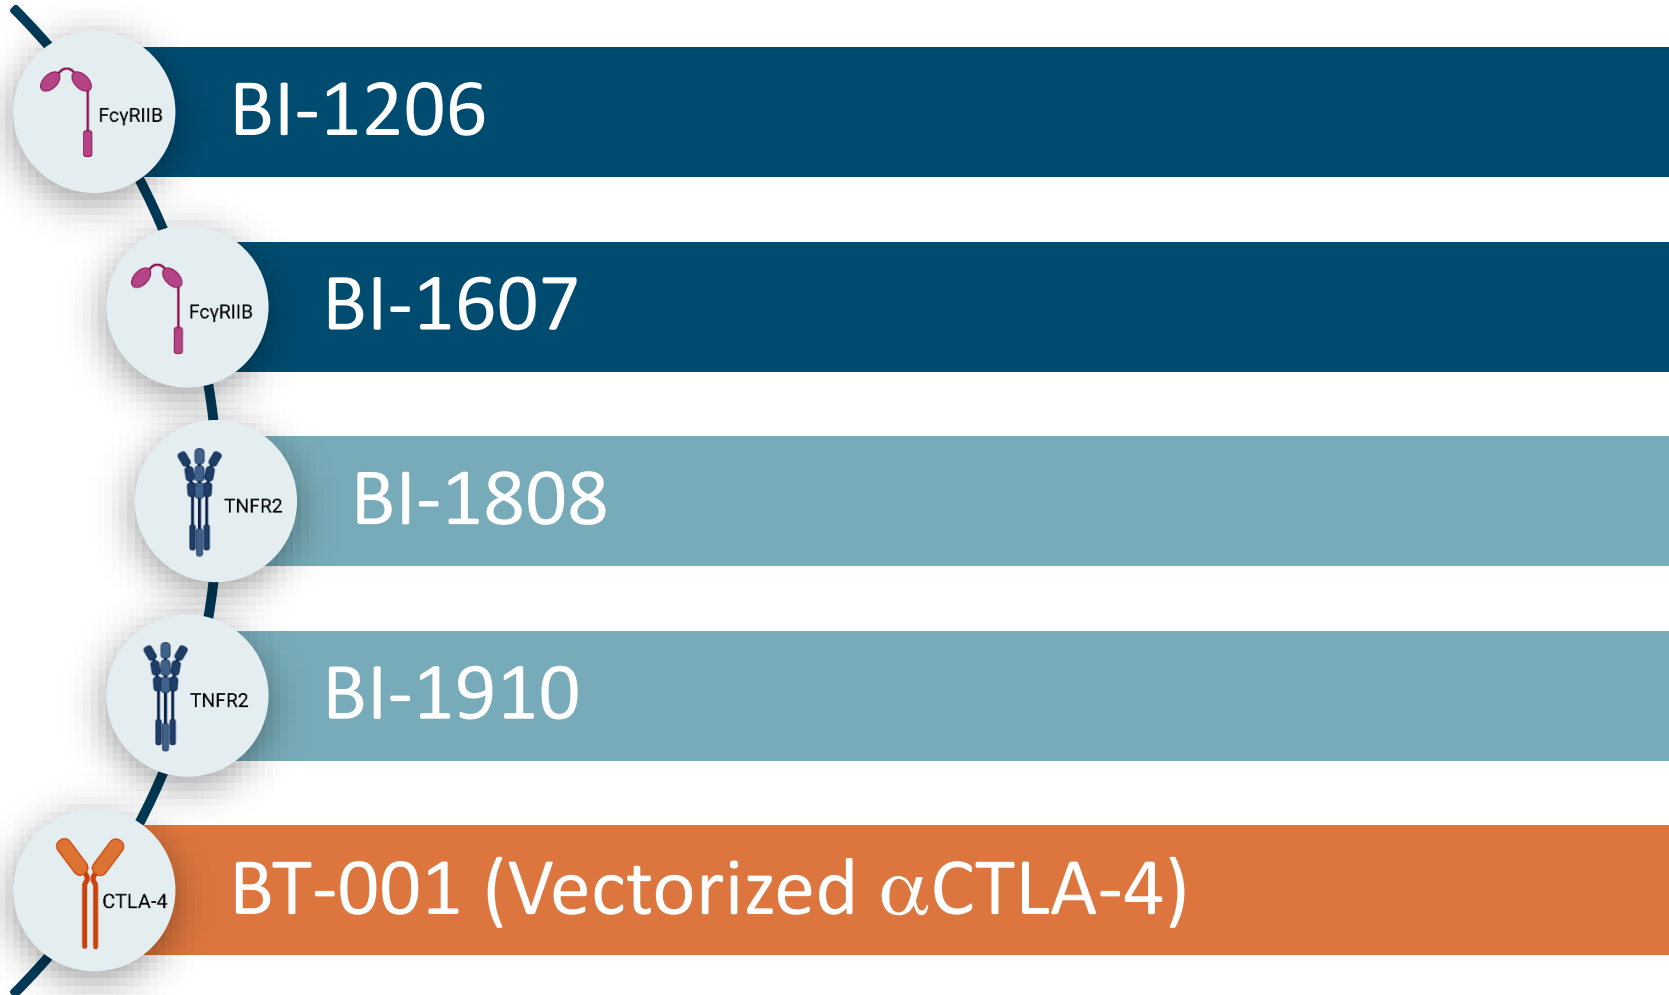 FcγRIIB
BI-1206
FcγRIIB
BI-1607
TNFR2
BI-1808
TNFR2
BI-1910
CTLA-4
BT-001 (Vectorized αCTLA-4)